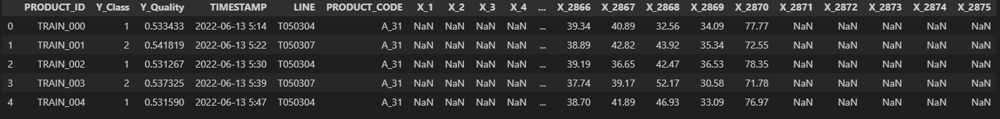 PRODUCT_ID Y_Class Y_Quality TIMESTAMP LINE PRODUCT_CODE X_1 X_2 X_3 X_4 ... X_2866 X_2867 X_2868 X_2869 X_2870 X_2871 X_2872 X_2873 X_2874 X_2875
0 TRAIN_000 1 0.533433 2022-06-13 5:14 T050304 A_31 NaN NaN NaN NaN ... 39.34 40.89 32.56 34.09 77.77 NaN NaN NaN NaN NaN
1 TRAIN_001 2 0.541819 2022-06-13 5:22 T050307 A_31 NaN NaN NaN NaN ... 38.89 42.82 43.92 35.34 72.55 NaN NaN NaN NaN NaN
2 TRAIN_002 1 0.531267 2022-06-13 5:30 T050304 A_31 NaN NaN NaN NaN ... 39.19 36.65 42.47 36.53 78.35 NaN NaN NaN NaN NaN
3 TRAIN_003 2 0.537325 2022-06-13 5:39 T050307 A_31 NaN NaN NaN NaN ... 37.74 39.17 52.17 30.58 71.78 NaN NaN NaN NaN NaN
4 TRAIN_004 1 0.531590 2022-06-13 5:47 T050304 A_31 NaN NaN NaN NaN ... 38.70 41.89 46.93 33.09 76.97 NaN NaN NaN NaN NaN